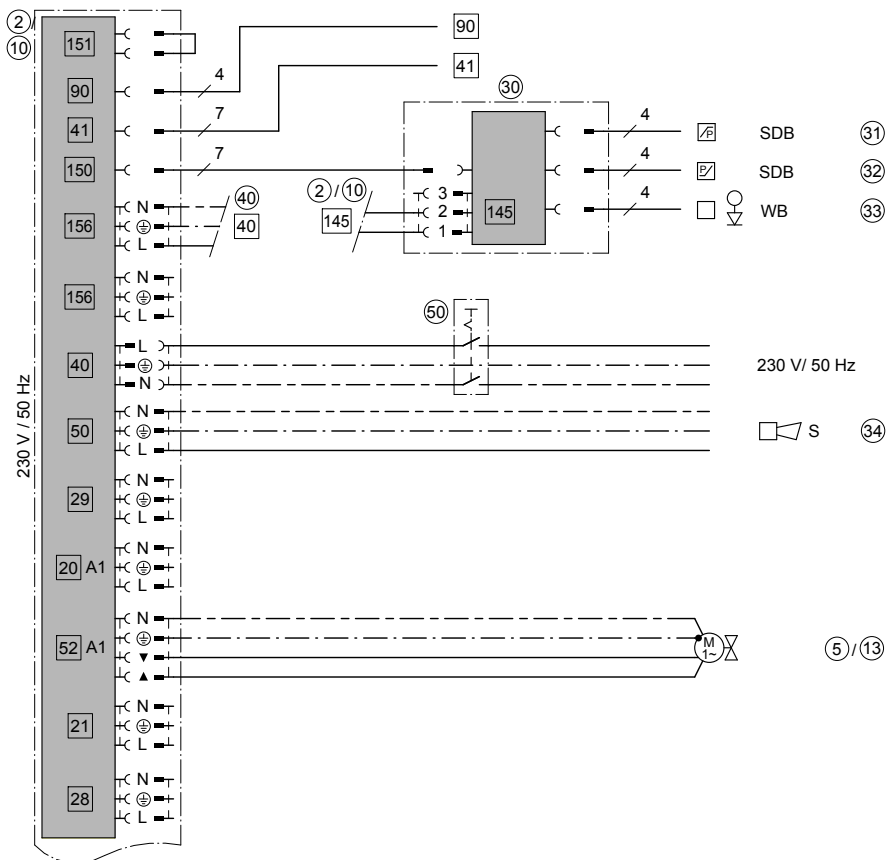 2 /
10
151
90
4
90
41
7
41
150
7
30
4
/P SDB 31
4
P/ SDB 32
4
WB 33
145
2 / 10
145
3
2
1
156
N
L
40
40
156
N
L
50
40
L
N
230 V/ 50 Hz
230 V / 50 Hz
50
N
L
S 34
29
N
L
20 A1
N
L
52 A1
N
M
1~
5 / 13
21
N
L
28
N
L